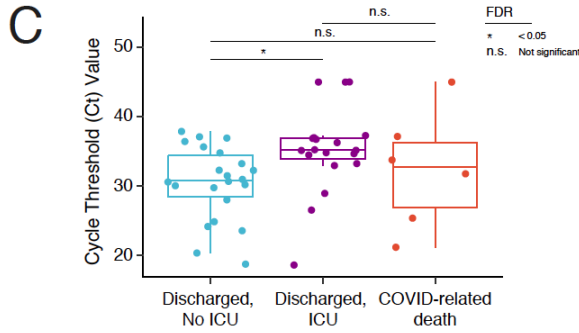 C
n.s.
n.s.
*
FDR
* < 0.05
n.s. Not significant
Cycle Threshold (Ct) Value
50
40
30
20
Discharged,
No ICU
Discharged,
ICU
COVID-related
death